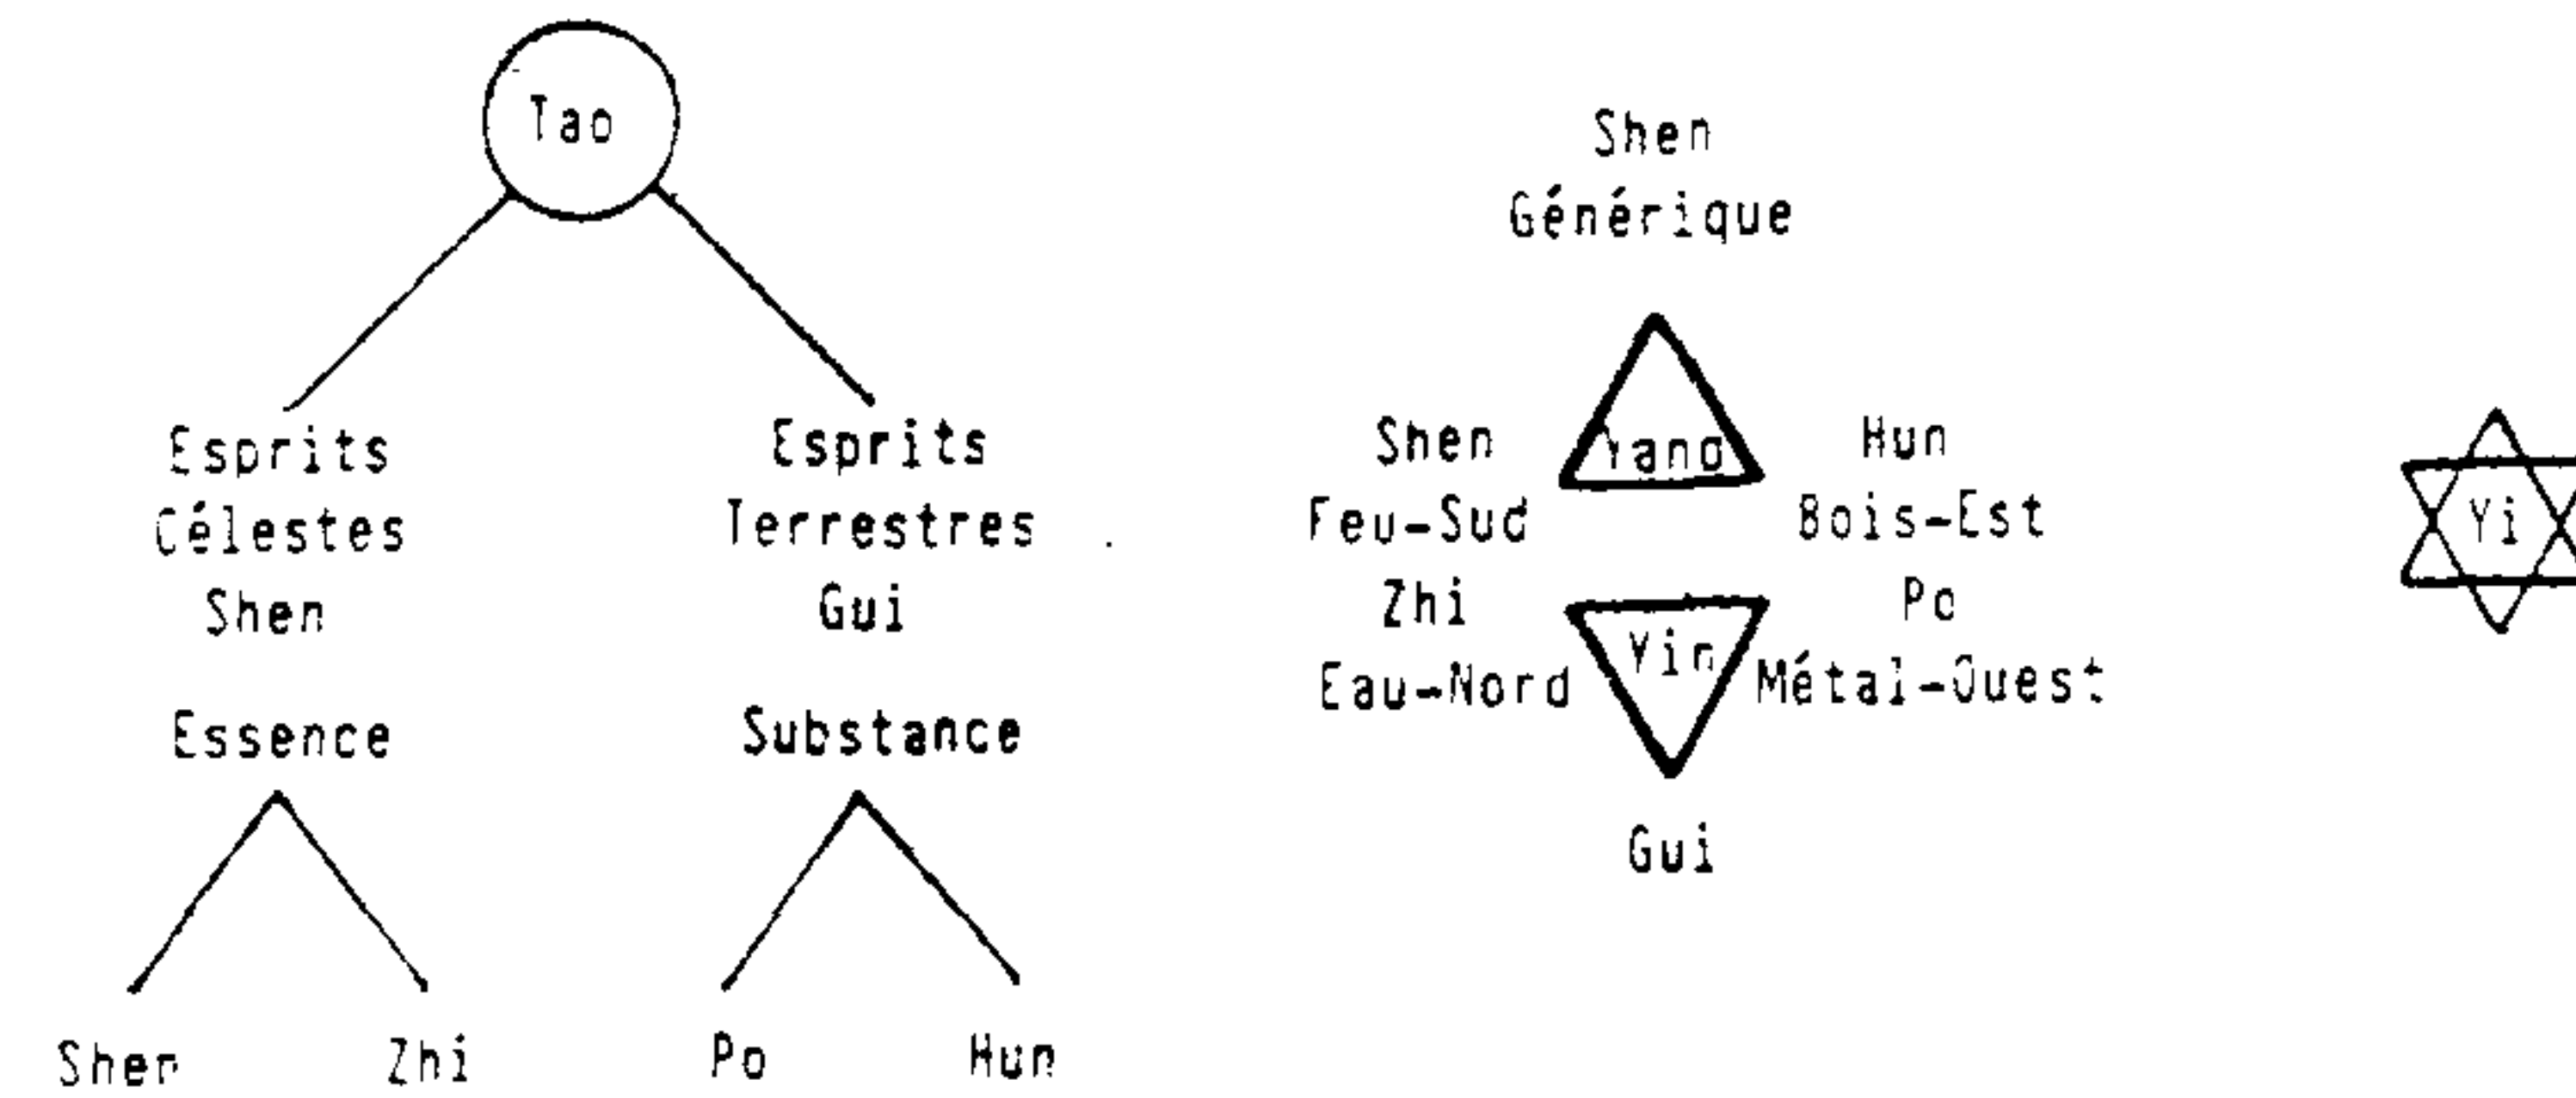 Tao
Esprits
Célestes
Shen
Essence
Shen
Zhi
Esprits
Terrestres
Gui
Substance
Po
Hun
Shen
Générique
Yang
Shen
Feu-Sud
Hun
Bois-Est
Zhi
Eau-Nord
Yin
Po
Métal-Ouest
Gui
Yi